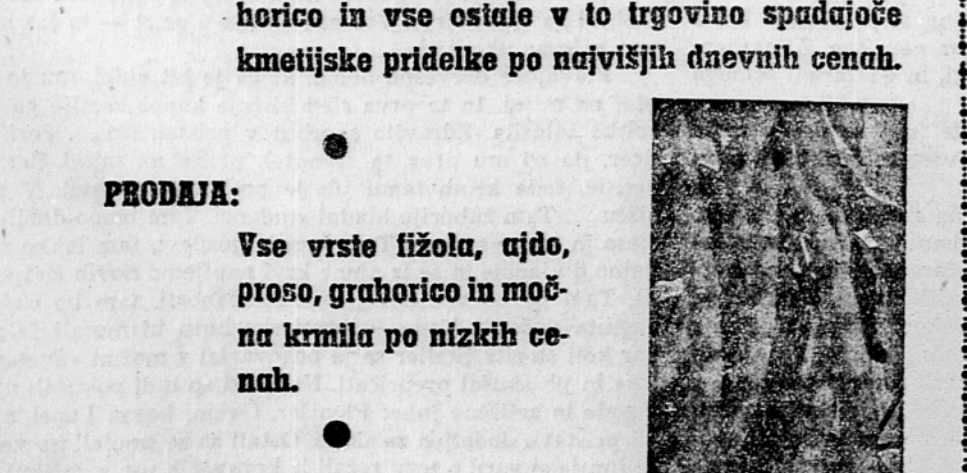 horico in vse ostale v to trgovino spadajoče
kmetijske pridelke po najvišjih dnevnih cenah.
PRODAJA:
Vse vrste fižola, ajdo,
proso, grahorico in moč-
na krmila po nizkih ce-
nah.